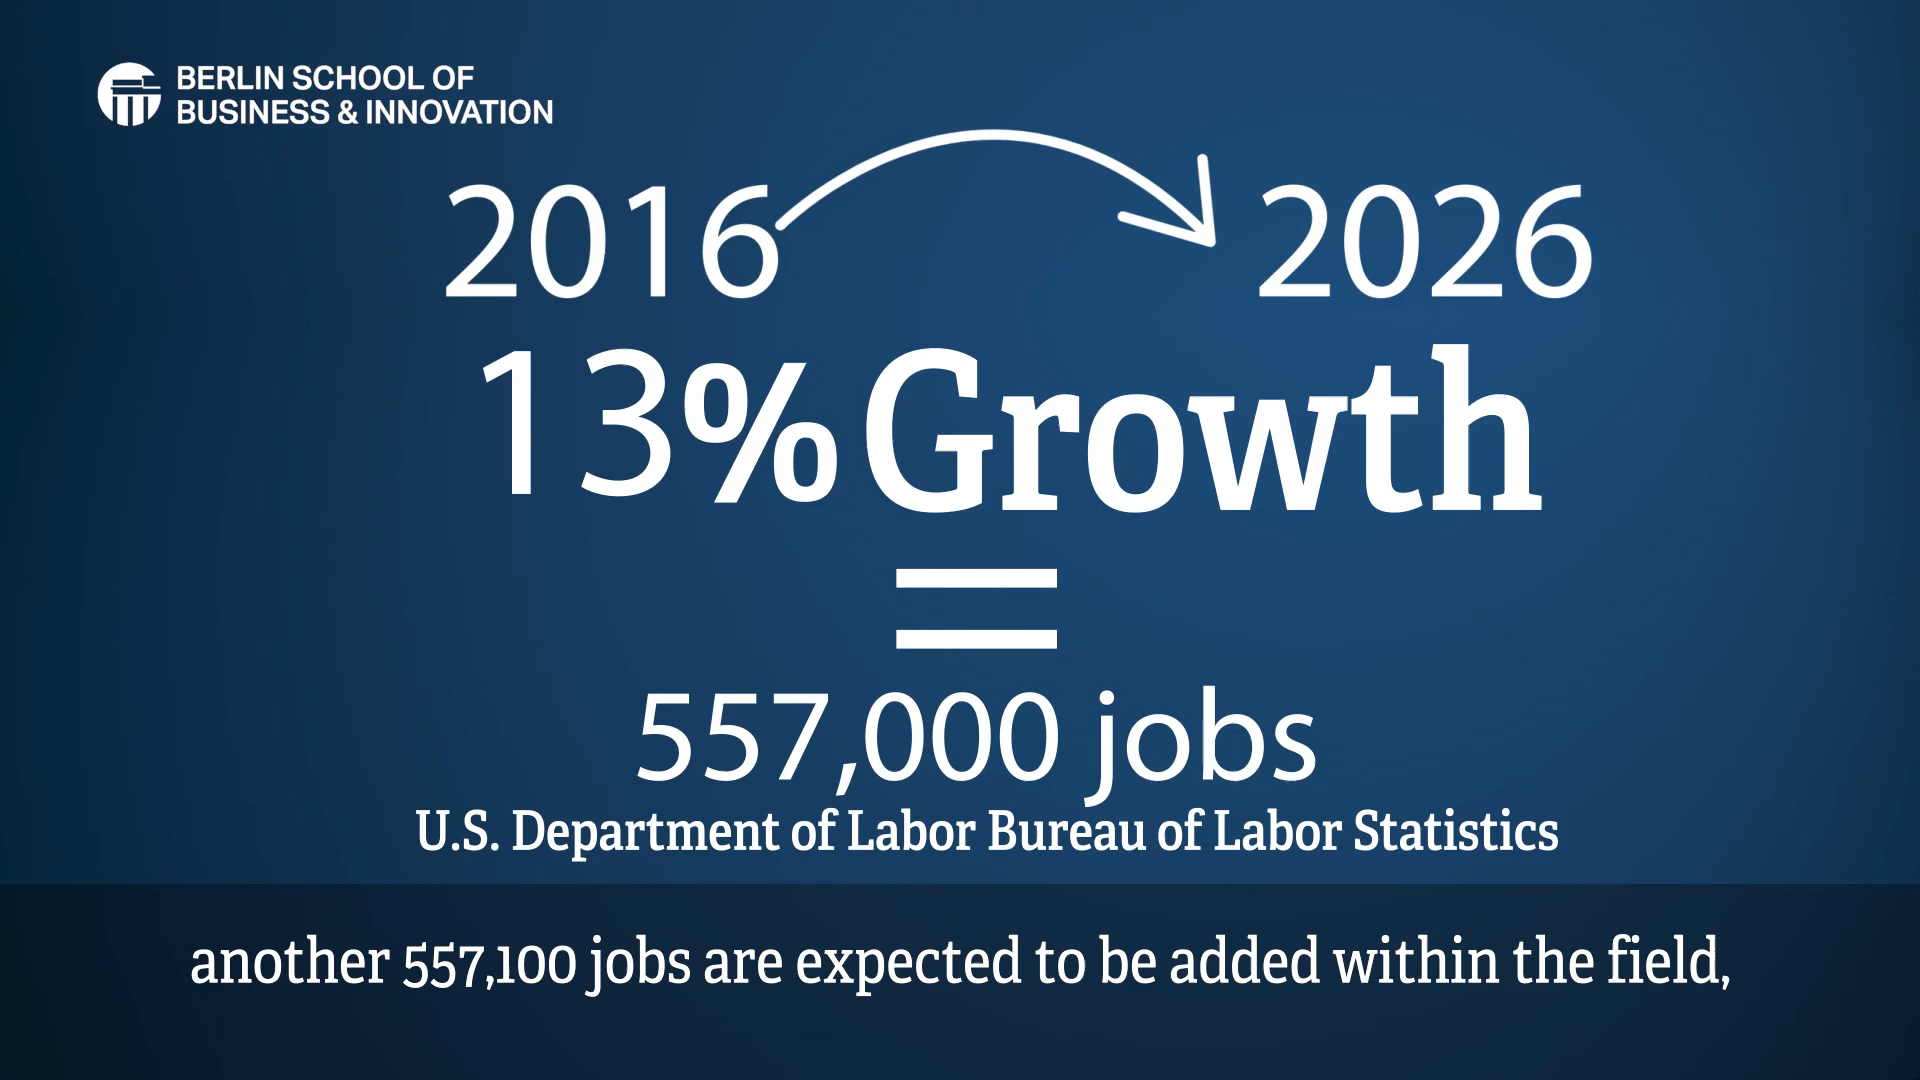 BERLIN SCHOOL OF
BUSINESS & INNOVATION
2016 2026
13% Growth
=
557,000 jobs
U.S. Department of Labor Bureau of Labor Statistics
another 557,100 jobs are expected to be added within the field,